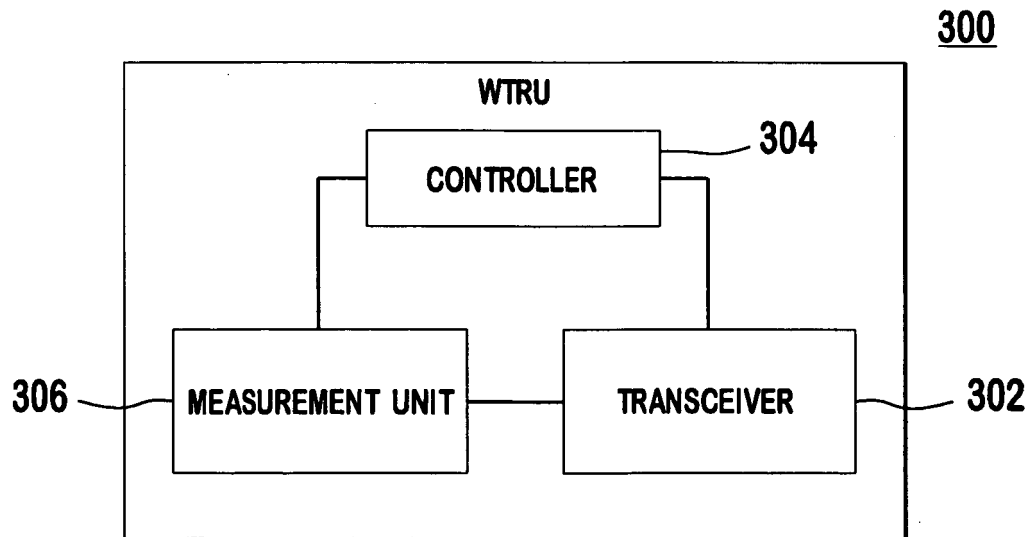 300
WTRU
304
CONTROLLER
306
MEASUREMENT UNIT
TRANSCEIVER
302